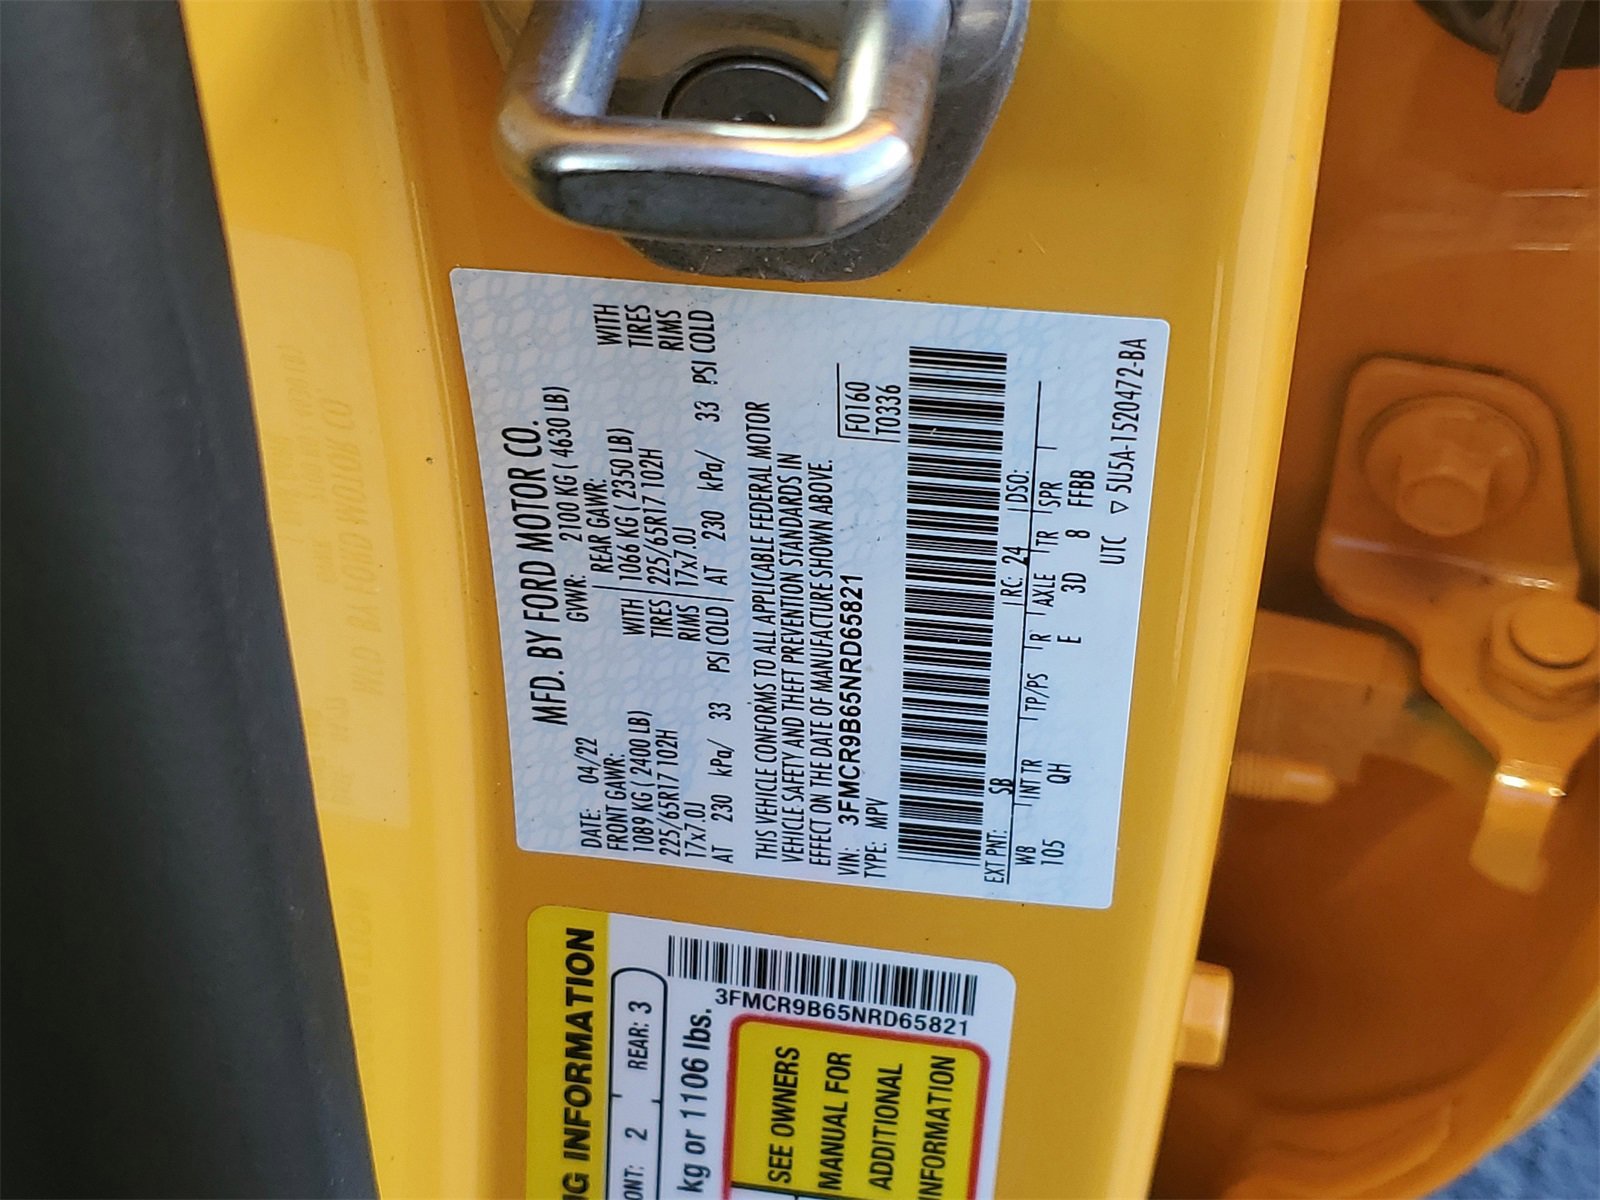 MFD. BY FORD MOTOR CO.
DATE: 04/22 GVWR: 2100 KG ( 4630 LB)
FRONT GAWR: REAR GAWR:
1089 KG ( 2400 LB) WITH 1066 KG ( 2350 LB) WITH
225/65R17 102H TIRES 225/65R17 102H TIRES
17x7.0J RIMS 17x7.0J RIMS
AT 230 kPa/ 33 PSI COLD AT 230 kPa/ 33 PSI COLD
THIS VEHICLE CONFORMS TO ALL APPLICABLE FEDERAL MOTOR
VEHICLE SAFETY AND THEFT PREVENTION STANDARDS IN
EFFECT ON THE DATE OF MANUFACTURE SHOWN ABOVE.
VIN: 3FMCR9B65NRD65821 F0160
TYPE: MPV T0336
EXT PNT: SB RC: 24 DSO:
WB INT TR TP/PS R AXLE TR SPR
105 QH E 3D 8 FFBB
UTC ▽ 5U5A-1520472-BA
NG INFORMATION
ONT: 2 REAR: 3
kg or 1106 lbs.
3FMCR9B65NRD65821
SEE OWNERS
MANUAL FOR
ADDITIONAL
INFORMATION